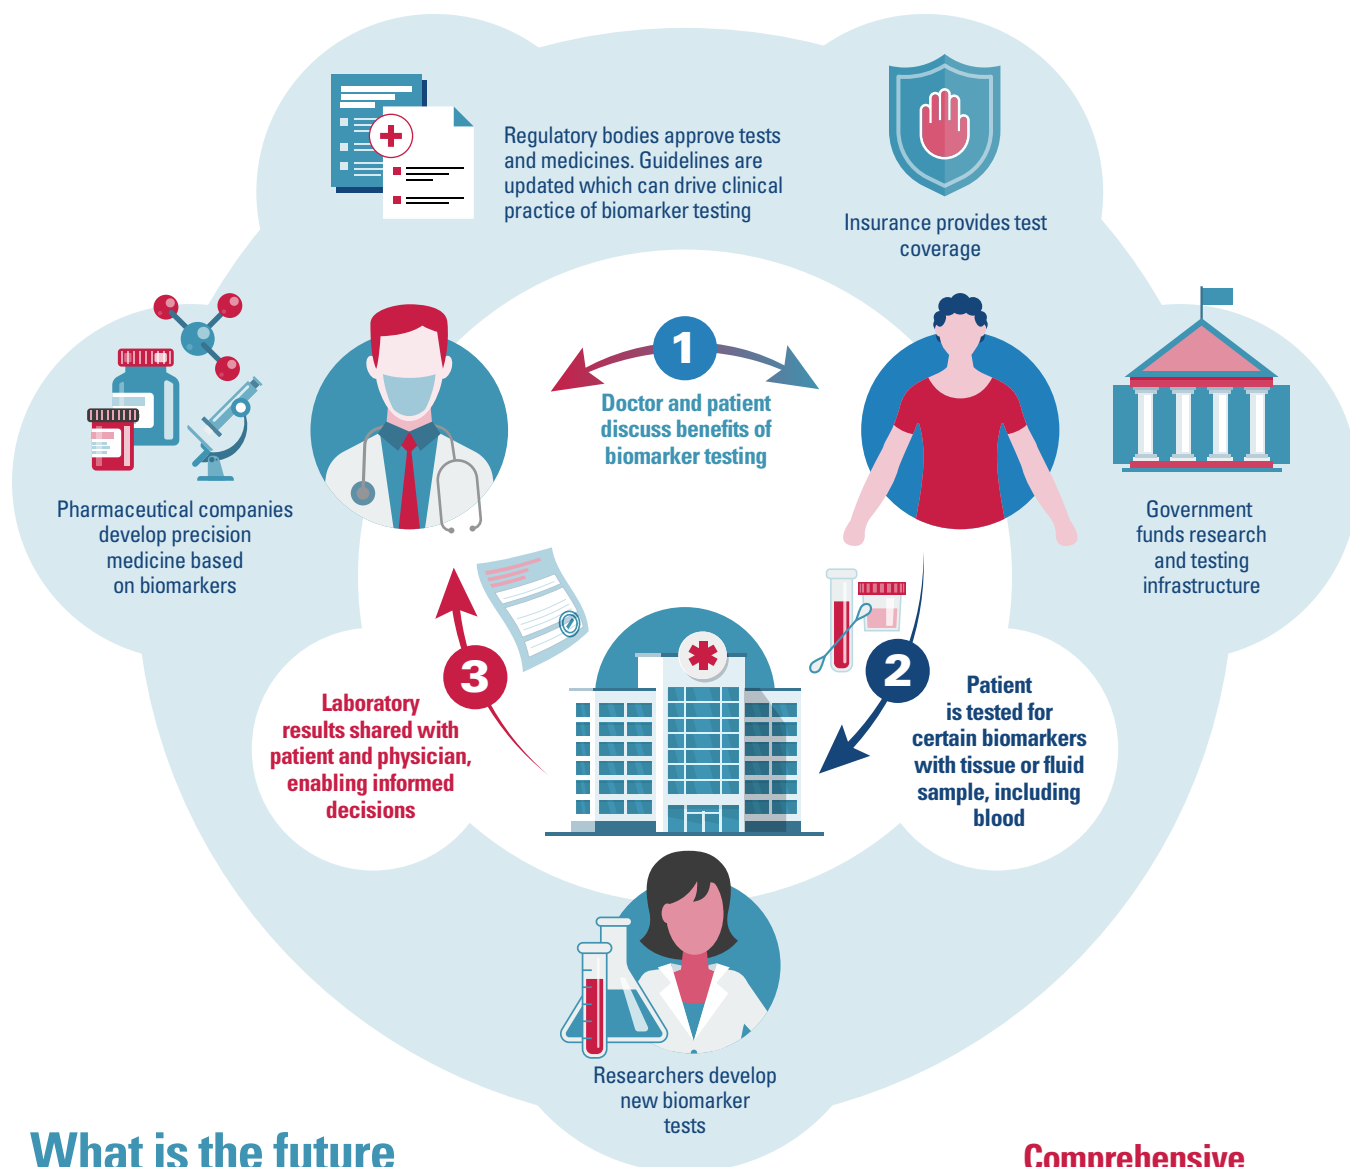 Regulatory bodies approve tests
and medicines. Guidelines are
updated which can drive clinical
practice of biomarker testing
Insurance provides test
coverage
1
Doctor and patient
discuss benefits of
biomarker testing
Pharmaceutical companies
develop precision
medicine based
on biomarkers
Government
funds research
and testing
infrastructure
2
Patient
is tested for
certain biomarkers
with tissue or fluid
sample, including
blood
3
Laboratory
results shared with
patient and physician,
enabling informed
decisions
Researchers develop
new biomarker
tests
What is the future
Comprehensive